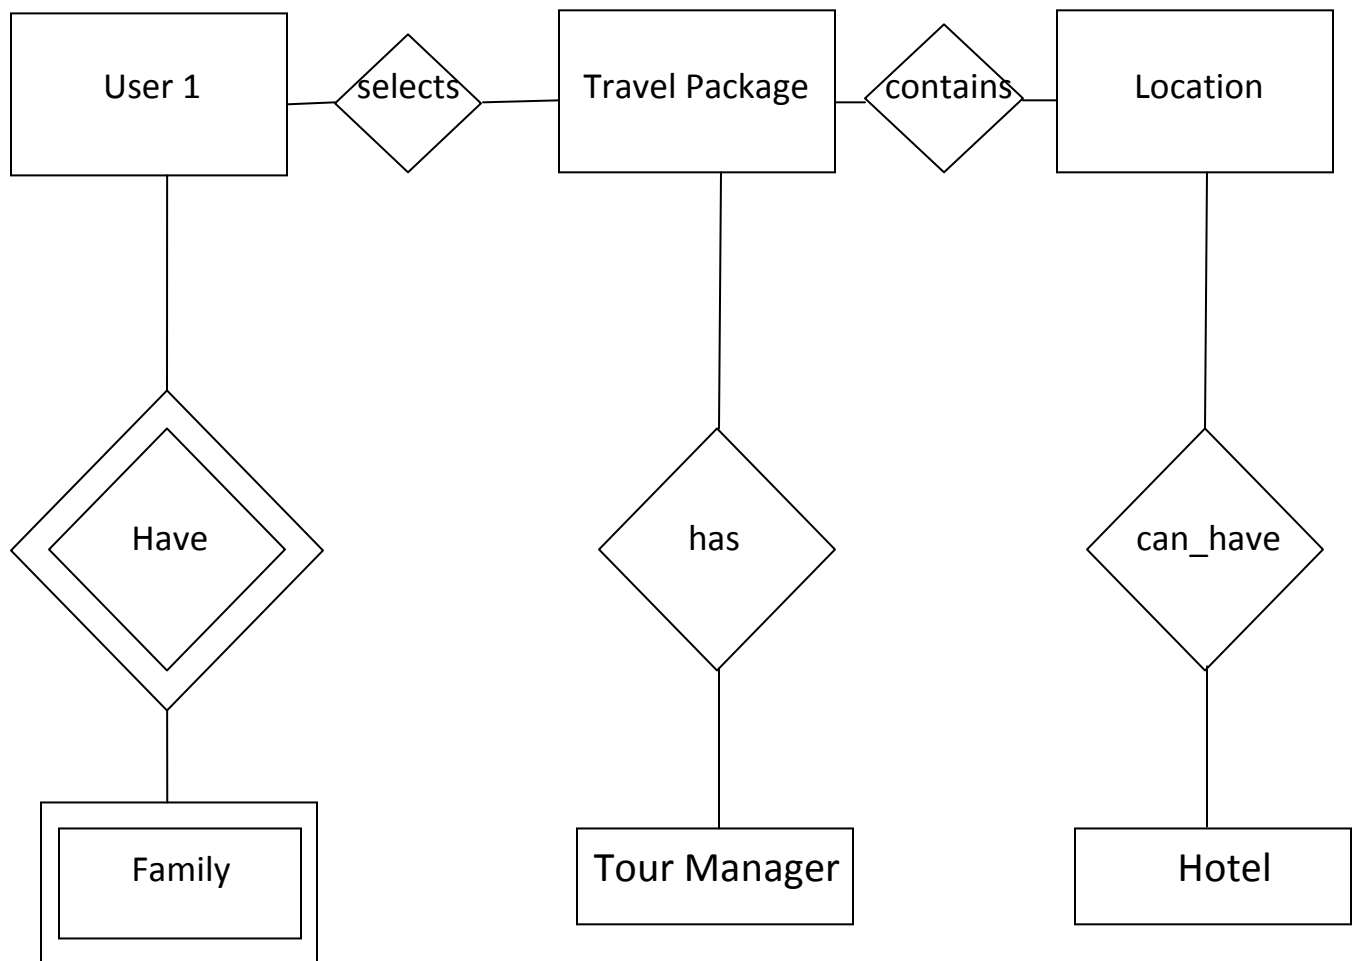 User 1
selects
Travel Package
contains
Location
Have
has
can_have
Family
Tour Manager
Hotel